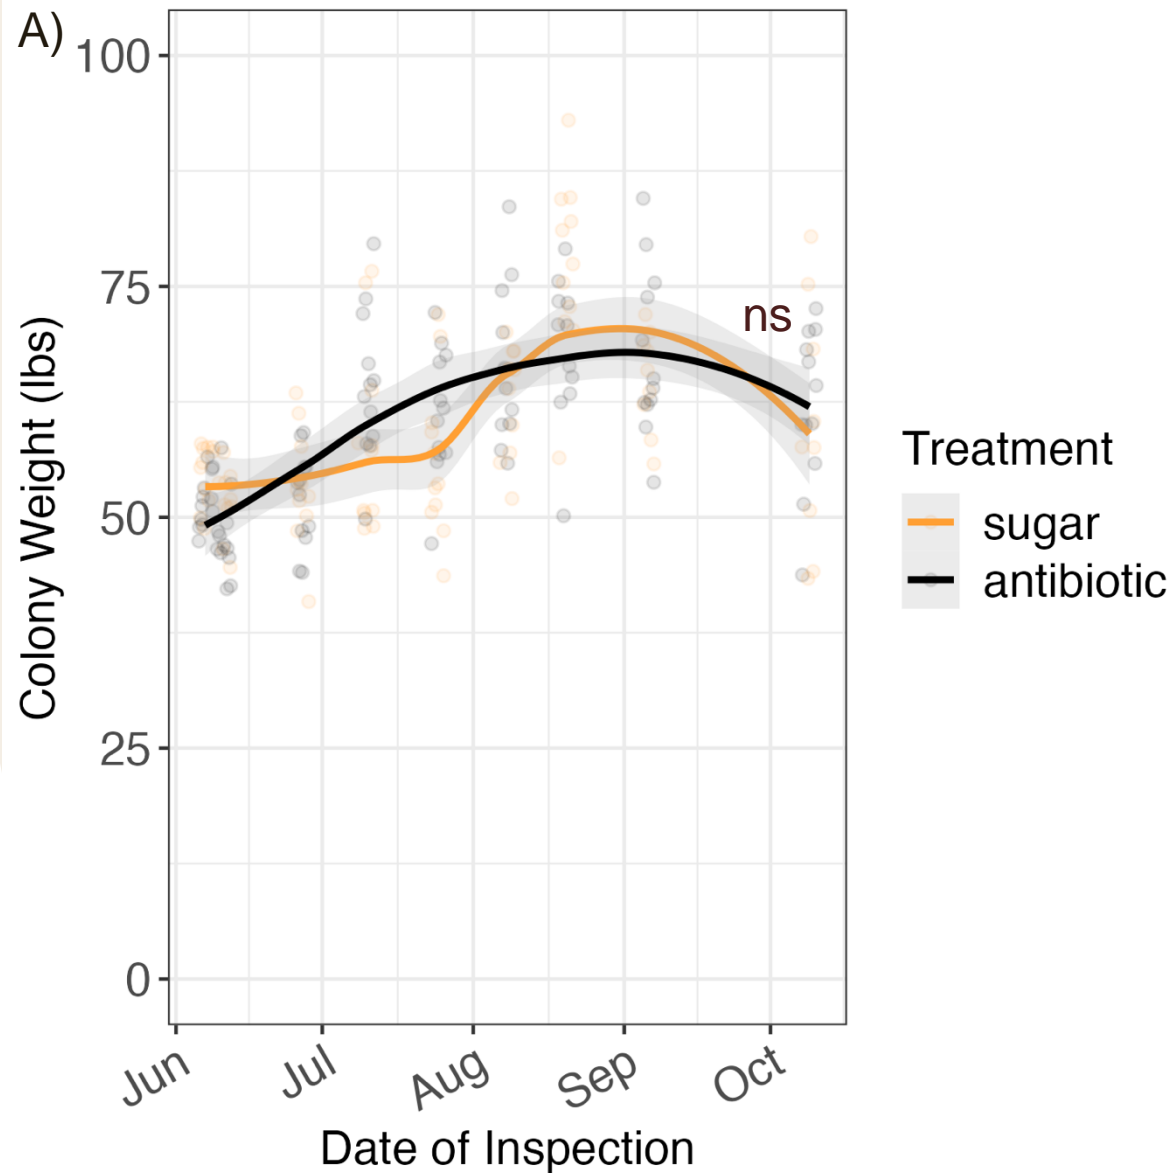 A)
100
75
50
25
0
Colony Weight (lbs)
ns
Jun
Jul
Aug
Sep
Oct
Date of Inspection
Treatment
sugar
antibiotic